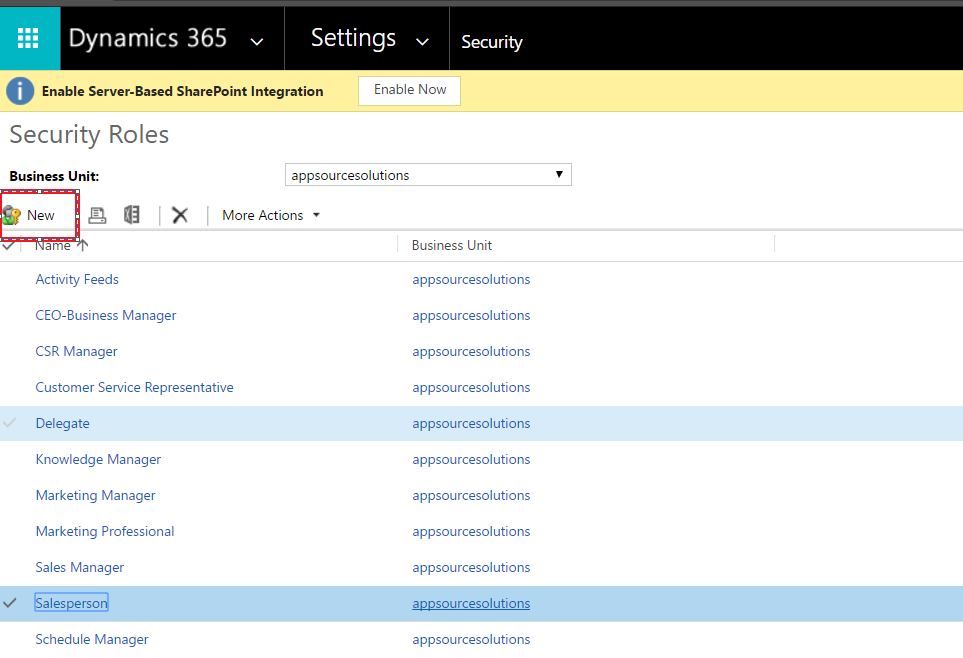 Dynamics 365 Settings Security
Enable Server-Based SharePoint Integration Enable Now
Security Roles
Business Unit: appsourcesolutions
New More Actions
Name Business Unit
Activity Feeds appsourcesolutions
CEO-Business Manager appsourcesolutions
CSR Manager appsourcesolutions
Customer Service Representative appsourcesolutions
Delegate appsourcesolutions
Knowledge Manager appsourcesolutions
Marketing Manager appsourcesolutions
Marketing Professional appsourcesolutions
Sales Manager appsourcesolutions
Salesperson appsourcesolutions
Schedule Manager appsourcesolutions